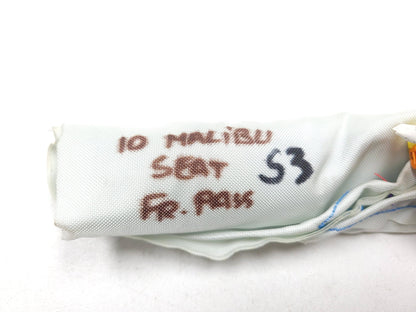 10 MALiBU
SEAT S3
FR. PASS